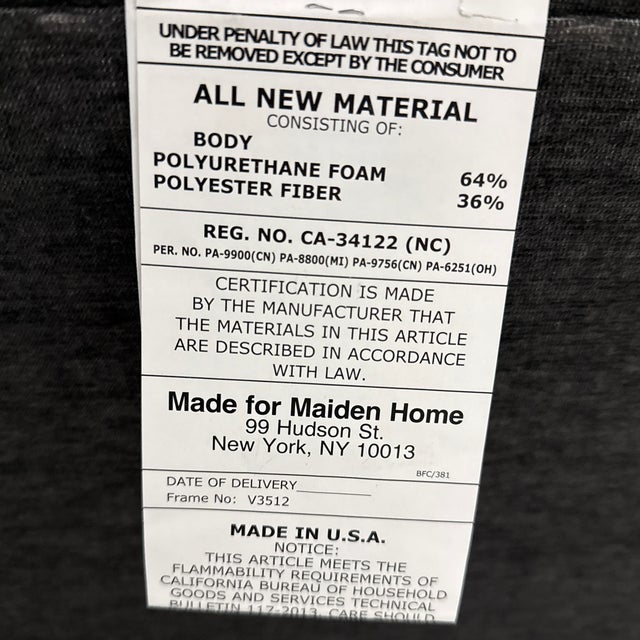 UNDER PENALTY OF LAW THIS TAG NOT TO
BE REMOVED EXCEPT BY THE CONSUMER
ALL NEW MATERIAL
CONSISTING OF:
BODY
POLYURETHANE FOAM 64%
POLYESTER FIBER 36%
REG. NO. CA-34122 (NC)
PER. NO. PA-9900(CN) PA-8800(MI) PA-9756(CN) PA-6251(OH)
CERTIFICATION IS MADE
BY THE MANUFACTURER THAT
THE MATERIALS IN THIS ARTICLE
ARE DESCRIBED IN ACCORDANCE
WITH LAW.
Made for Maiden Home
99 Hudson St.
New York, NY 10013
BFC/381
DATE OF DELIVERY
Frame No: V3512
MADE IN U.S.A.
NOTICE:
THIS ARTICLE MEETS THE
FLAMMABILITY REQUIREMENTS OF
CALIFORNIA BUREAU OF HOUSEHOLD
GOODS AND SERVICES TECHNICAL
BULLETIN 117-2013. CARE SHOULD